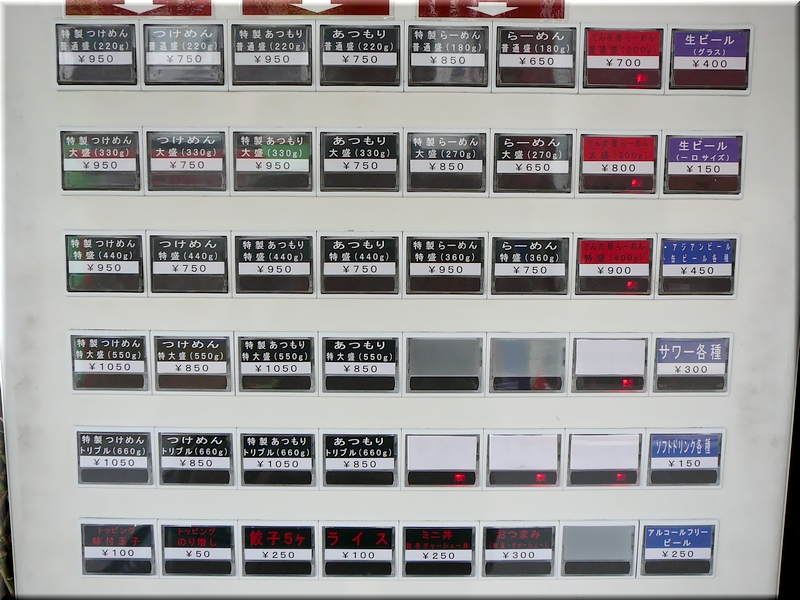 特製つけめん
普通盛(220g)
￥950
つけめん
普通盛(220g)
￥750
特製あつもり
普通盛(220g)
￥950
あつもり
普通盛(220g)
￥750
特製らーめん
普通盛(180g)
￥850
らーめん
普通盛(180g)
￥650
￥700
生ビール
(グラス)
￥400
特製つけめん
大盛(330g)
￥950
つけめん
大盛(330g)
￥750
特製あつもり
大盛(330g)
￥950
あつもり
大盛(330g)
￥750
特製らーめん
大盛(270g)
￥850
らーめん
大盛(270g)
￥650
￥800
生ビール
(一口サイズ)
￥150
特製つけめん
特盛(440g)
￥950
つけめん
特盛(440g)
￥750
特製あつもり
特盛(440g)
￥950
あつもり
特盛(440g)
￥750
特製らーめん
特盛(360g)
￥950
らーめん
特盛(360g)
￥750
￥900
・アジアンビール
・缶ビール各種
￥450
特製つけめん
特大盛(550g)
￥1050
つけめん
特大盛(550g)
￥850
特製あつもり
特大盛(550g)
￥1050
あつもり
特大盛(550g)
￥850
サワー各種
￥300
特製つけめん
トリプル(660g)
￥1050
つけめん
トリプル(660g)
￥850
特製あつもり
トリプル(660g)
￥1050
あつもり
トリプル(660g)
￥850
ソフトドリンク各種
￥150
トッピング
味付玉子
￥100
トッピング
のり増し
￥50
餃子5ヶ
￥250
ライス
￥100
ミニ丼
￥250
おつまみ
￥300
アルコールフリー
ビール
￥250